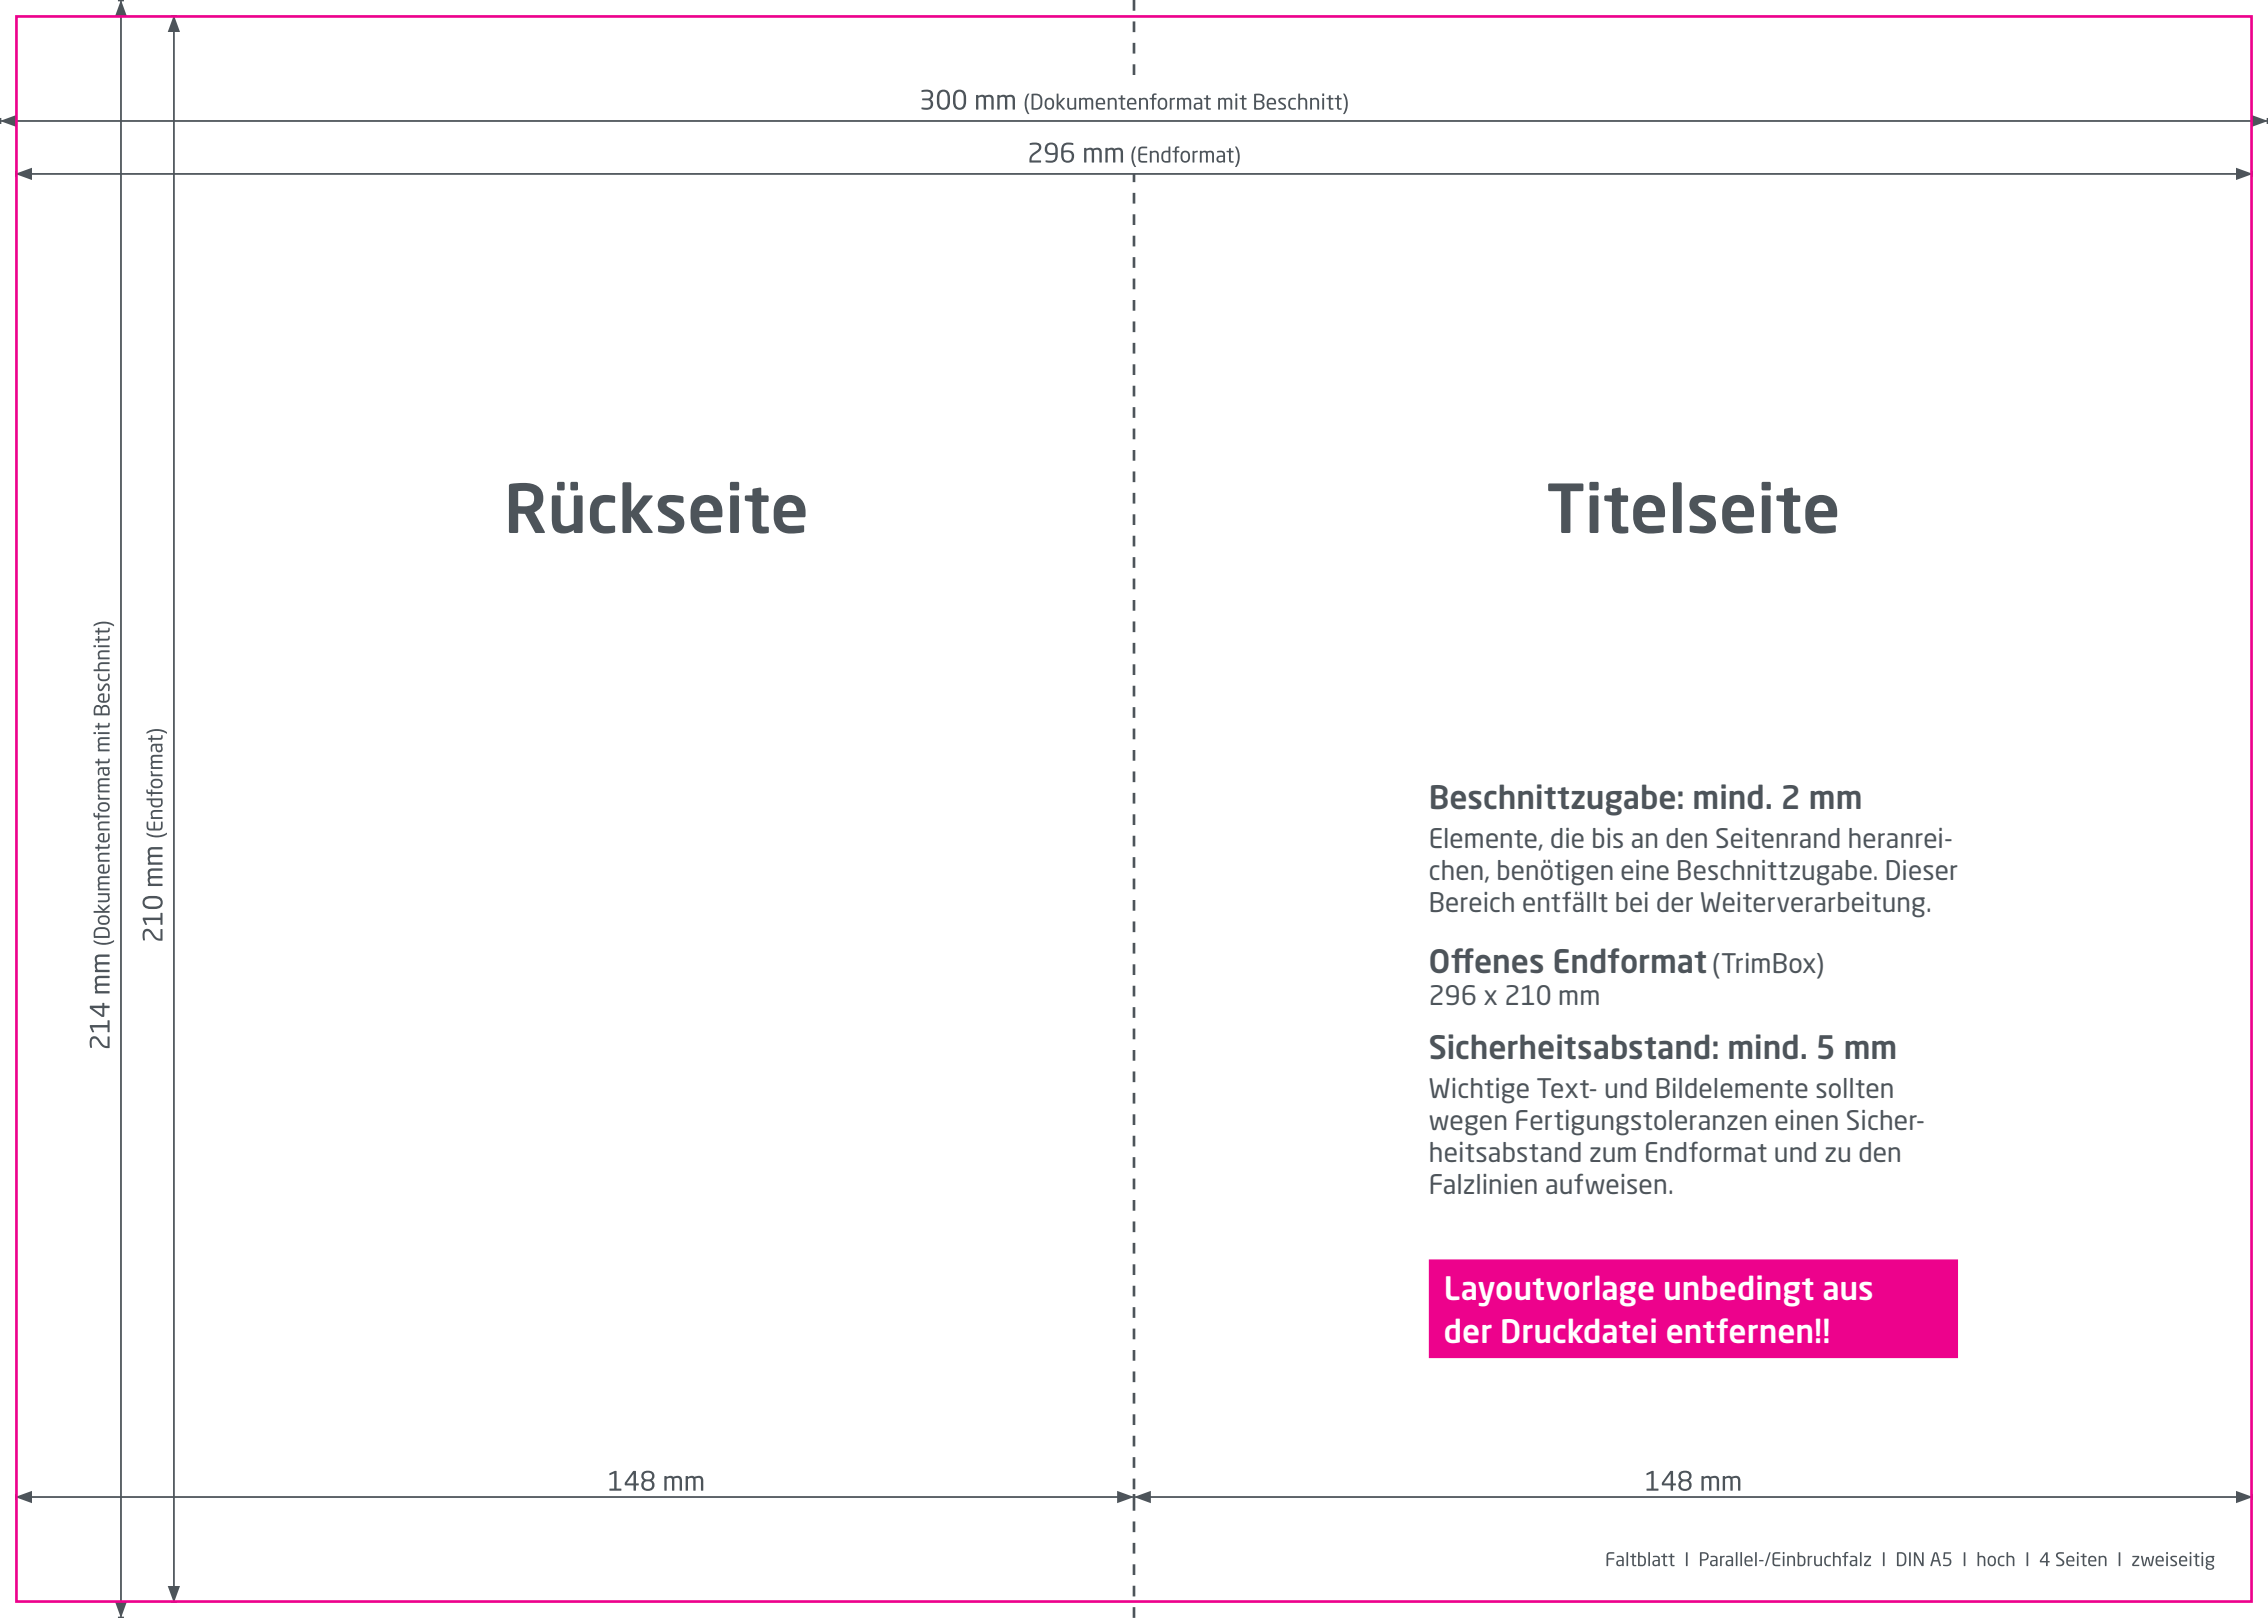 300 mm (Dokumentenformat mit Beschnitt)
296 mm (Endformat)
Rückseite
Titelseite
214 mm (Dokumentenformat mit Beschnitt)
210 mm (Endformat)
Beschnittzugabe: mind. 2 mm
Elemente, die bis an den Seitenrand heranrei-
chen, benötigen eine Beschnittzugabe. Dieser
Bereich entfällt bei der Weiterverarbeitung.
Offenes Endformat (TrimBox)
296 x 210 mm
Sicherheitsabstand: mind. 5 mm
Wichtige Text- und Bildelemente sollten
wegen Fertigungstoleranzen einen Sicher-
heitsabstand zum Endformat und zu den
Falzlinien aufweisen.
Layoutvorlage unbedingt aus
der Druckdatei entfernen!!
148 mm
148 mm
Faltblatt I Parallel-/Einbruchfalz I DIN A5 I hoch I 4 Seiten I zweiseitig